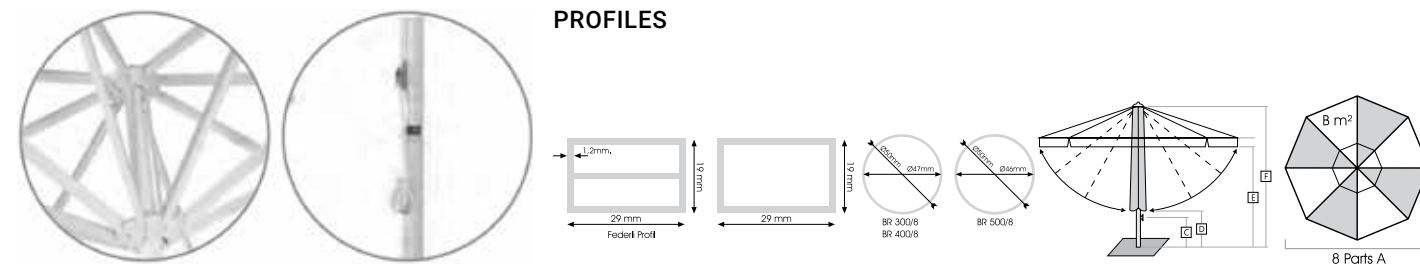 PROFILES
1,2mm.
19 mm
29 mm
Federli Profil
19 mm
29 mm
Ø50mm
Ø47mm
BR 300/8
BR 400/8
Ø50mm
Ø46mm
BR 500/8
C
D
E
F
B m²
8 Parts A